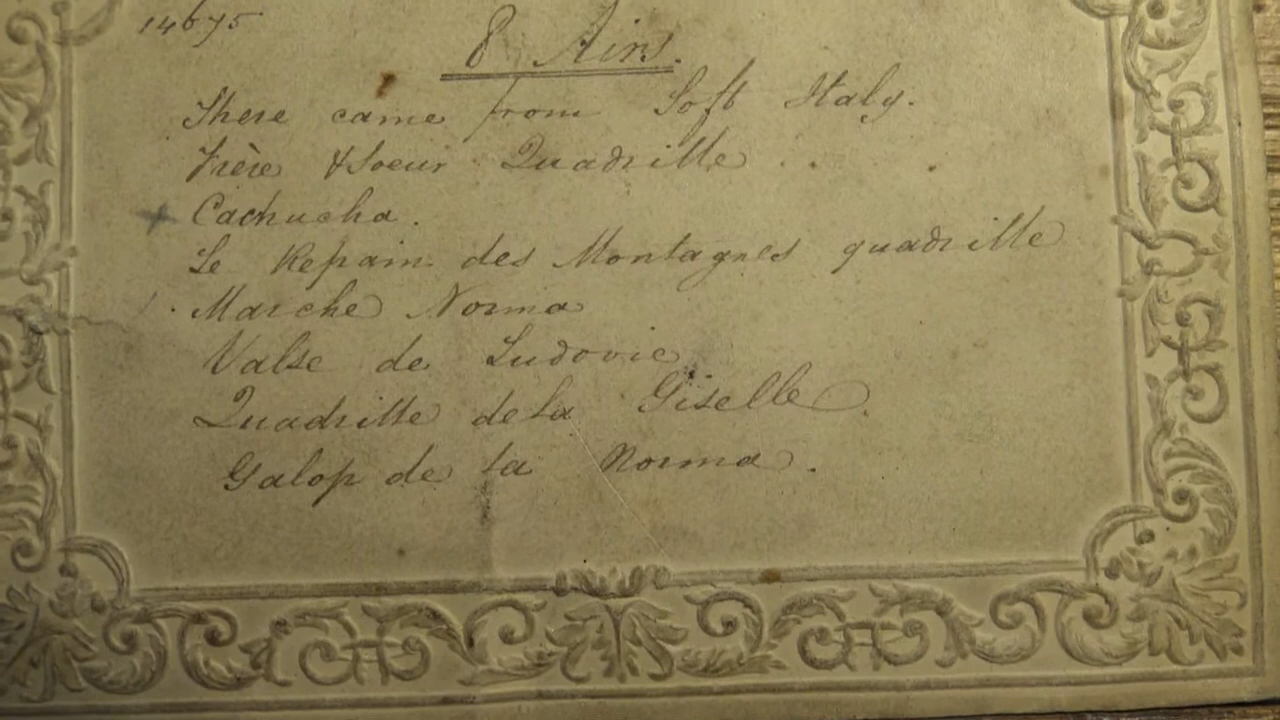 14675
8 Airs.
There came from Soft Italy.
Frère & Soeur Quadrille . .
+ Cachucha.
Le Repain des Montagnes quadrille
Marche Norma
Valse de Ludovic
Quadrille de la Giselle.
Galop de la Norma.